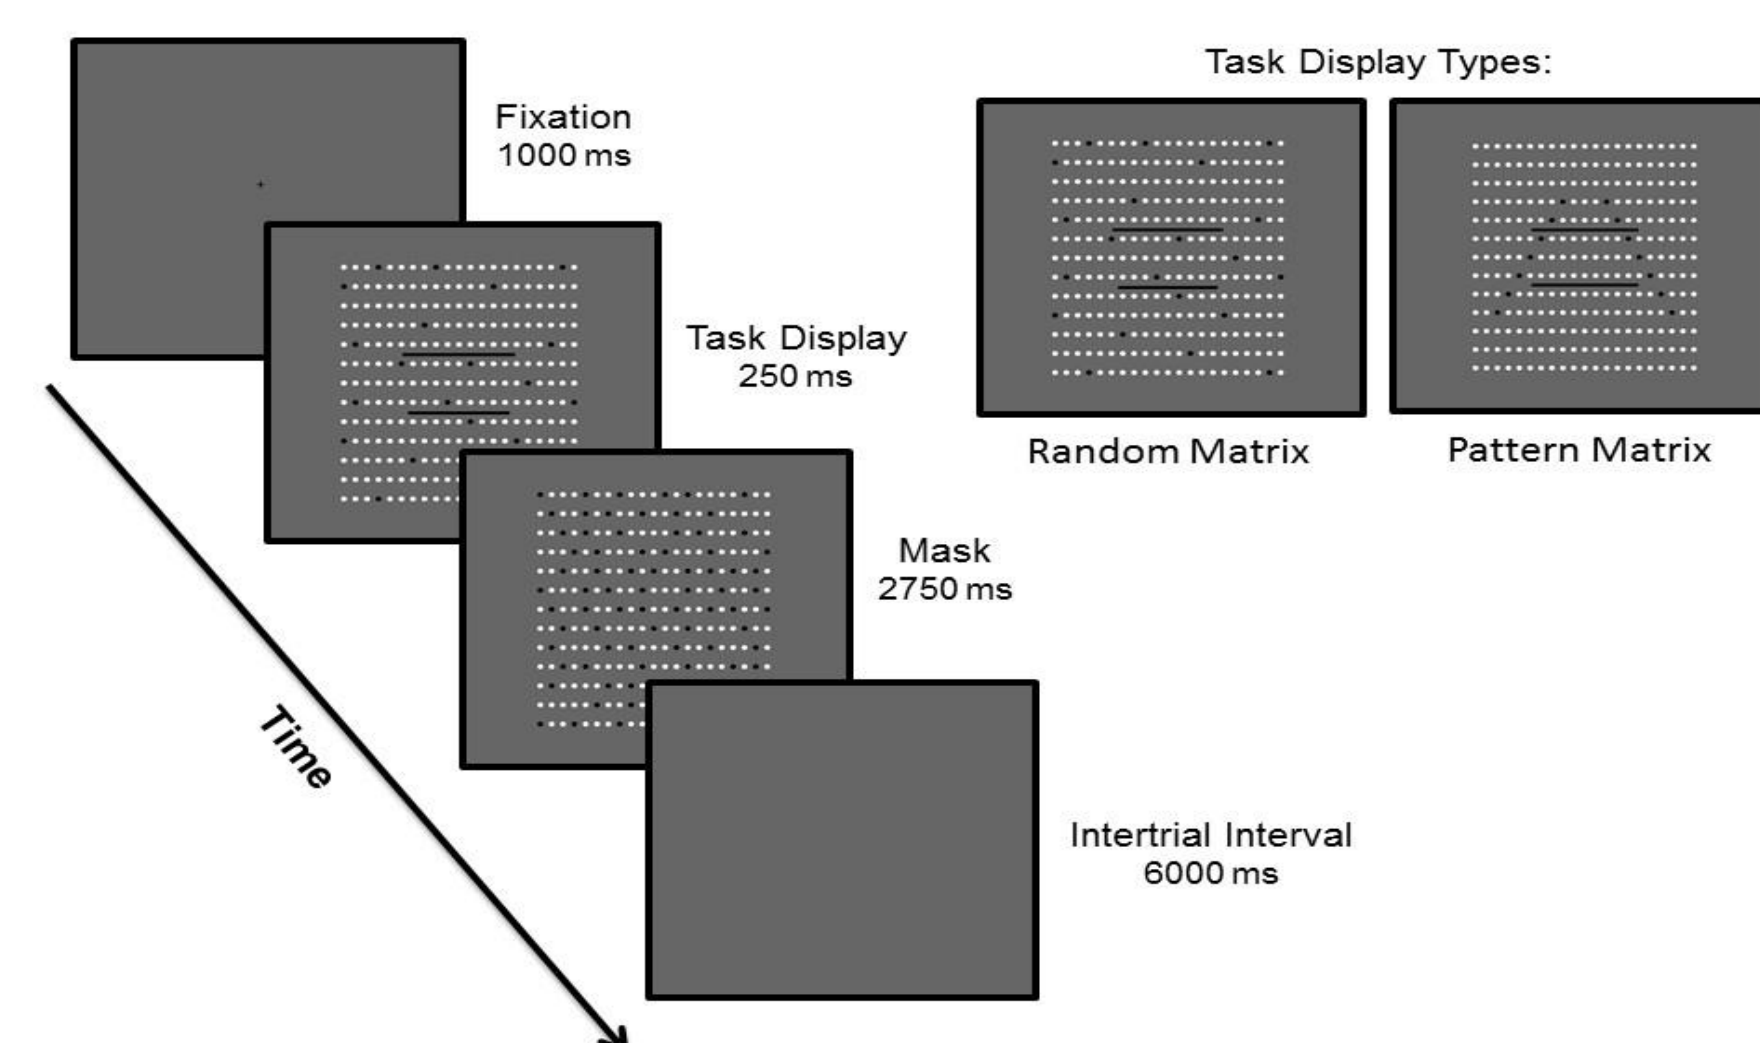 Task Display Types:
Fixation
1000 ms
Random Matrix
Pattern Matrix
Task Display
250 ms
Mask
2750 ms
Time
Intertrial Interval
6000 ms